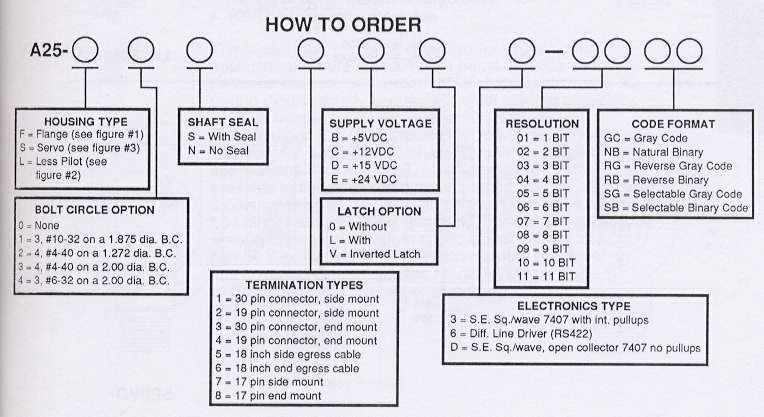 HOW TO ORDER
A25-
HOUSING TYPE
F = Flange (see figure #1)
S = Servo (see figure #3)
L = Less Pilot (see
figure #2)
SHAFT SEAL
S = With Seal
N = No Seal
SUPPLY VOLTAGE
B = +5VDC
C = +12VDC
D = +15 VDC
E = +24 VDC
RESOLUTION
01 = 1 BIT
02 = 2 BIT
03 = 3 BIT
04 = 4 BIT
05 = 5 BIT
06 = 6 BIT
07 = 7 BIT
08 = 8 BIT
09 = 9 BIT
10 = 10 BIT
11 = 11 BIT
CODE FORMAT
GC = Gray Code
NB = Natural Binary
RG = Reverse Gray Code
RB = Reverse Binary
SG = Selectable Gray Code
SB = Selectable Binary Code
BOLT CIRCLE OPTION
0 = None
1 = 3, #10-32 on a 1.875 dia. B.C.
2 = 4, #4-40 on a 1.272 dia. B.C.
3 = 4, #4-40 on a 2.00 dia. B.C.
4 = 3, #6-32 on a 2.00 dia. B.C.
LATCH OPTION
0 = Without
L = With
V = Inverted Latch
TERMINATION TYPES
1 = 30 pin connector, side mount
2 = 19 pin connector, side mount
3 = 30 pin connector, end mount
4 = 19 pin connector, end mount
5 = 18 inch side egress cable
6 = 18 inch end egress cable
7 = 17 pin side mount
8 = 17 pin end mount
ELECTRONICS TYPE
3 = S.E. Sq./wave 7407 with int. pullups
6 = Diff. Line Driver (RS422)
D = S.E. Sq./wave, open collector 7407 no pullups